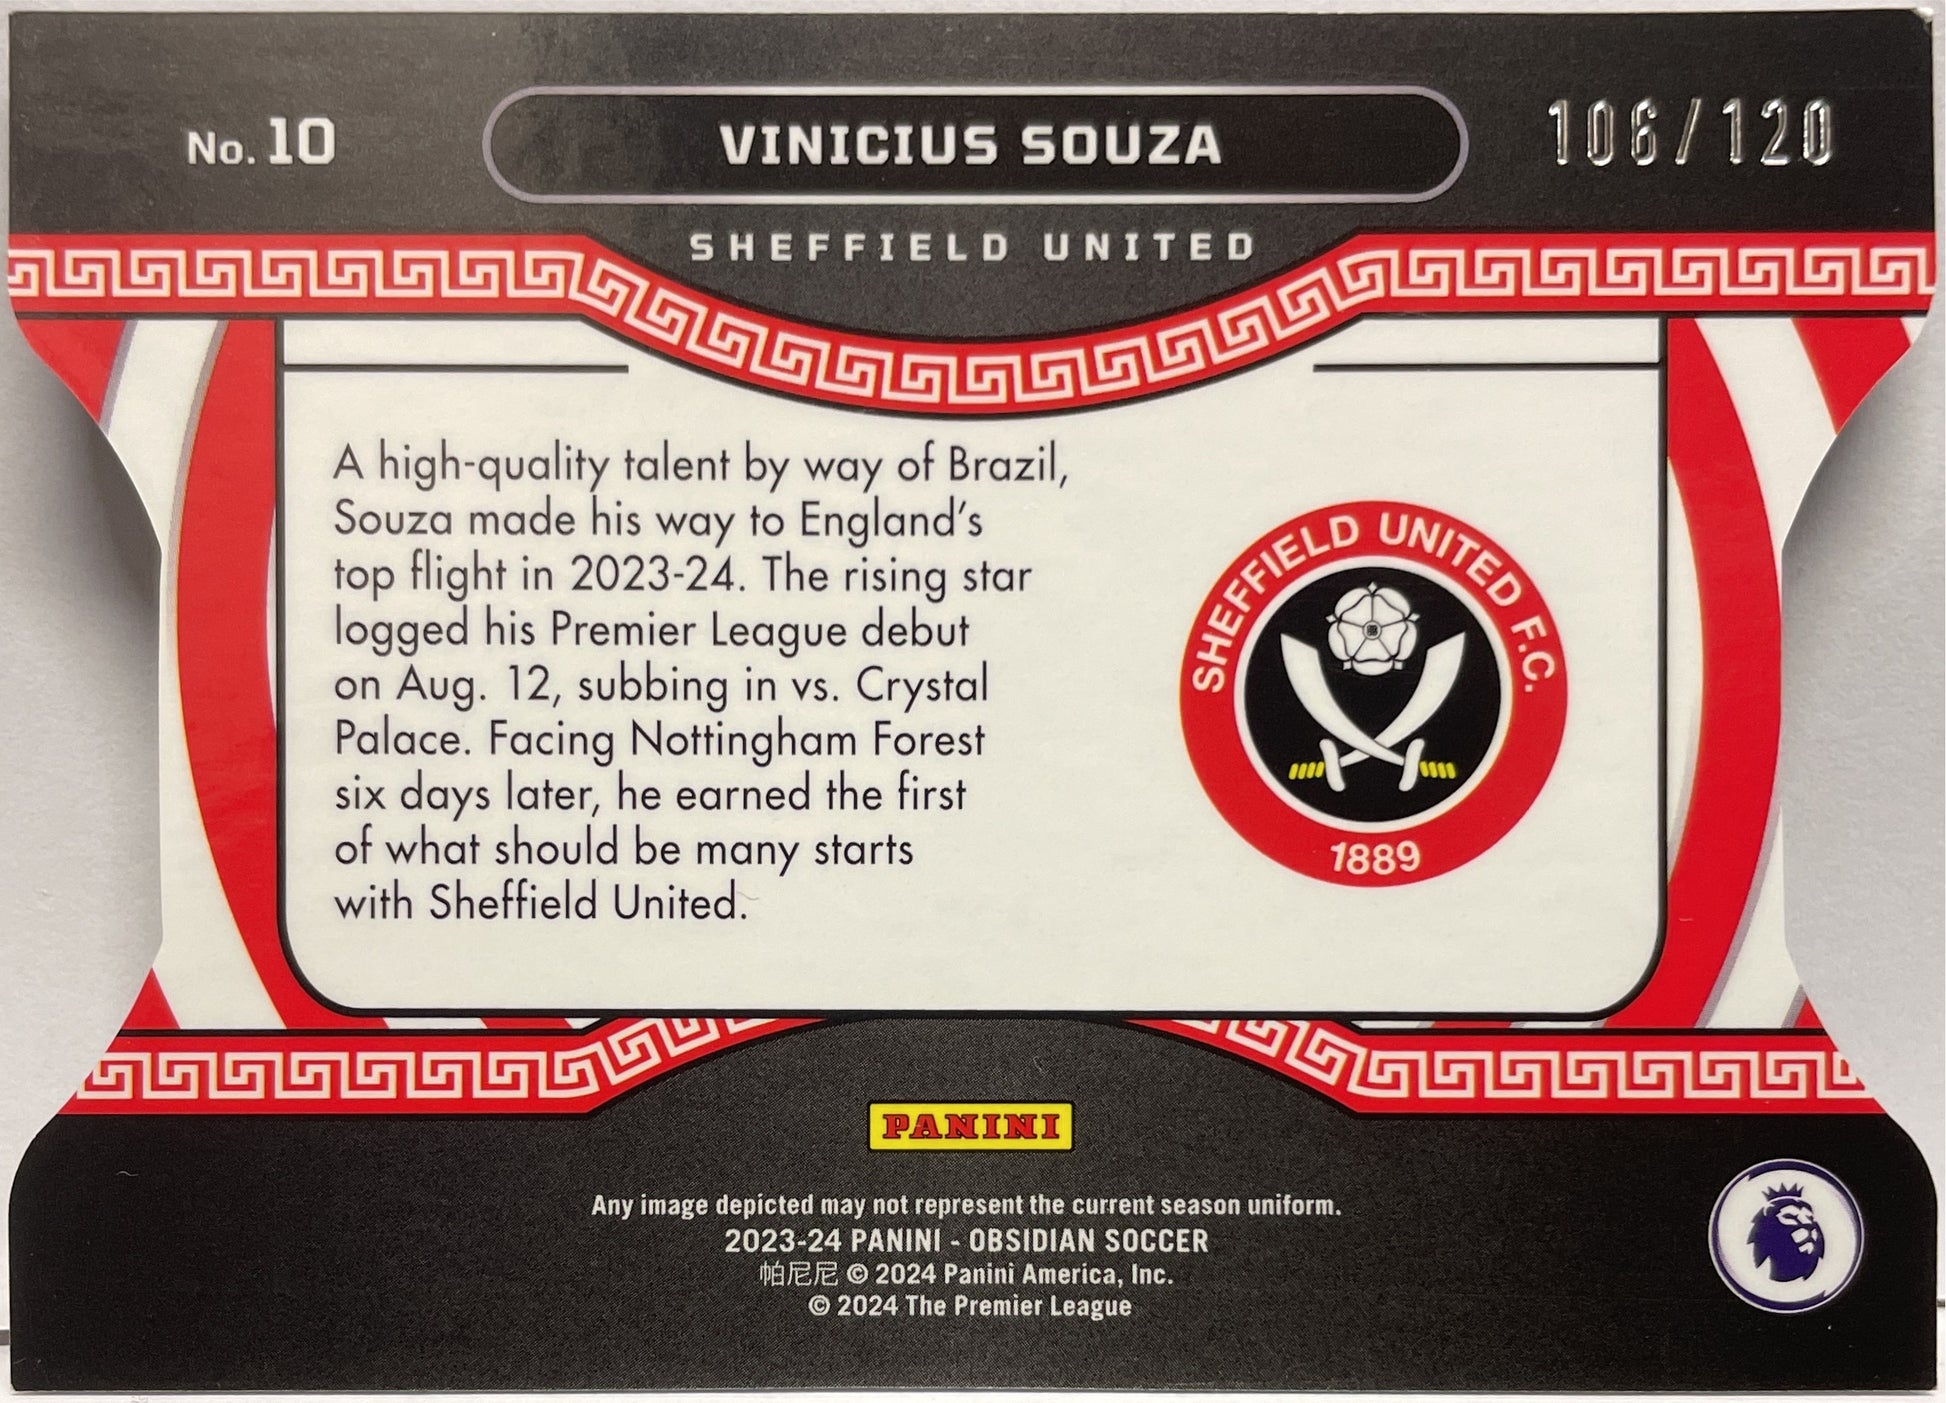 No. 10
VINICIUS SOUZA
106/120
SHEFFIELD UNITED
A high-quality talent by way of Brazil,
Souza made his way to England's
top flight in 2023-24. The rising star
logged his Premier League debut
on Aug. 12, subbing in vs. Crystal
Palace. Facing Nottingham Forest
six days later, he earned the first
of what should be many starts
with Sheffield United.
SHEFFIELD UNITED F.C.
1889
PANINI
Any image depicted may not represent the current season uniform.
2023-24 PANINI - OBSIDIAN SOCCER
帕尼尼 © 2024 Panini America, Inc.
© 2024 The Premier League